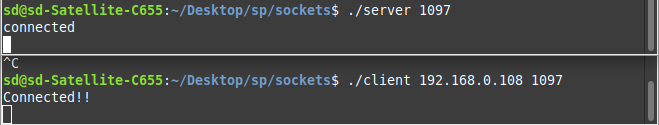 sd@sd-Satellite-C655:~/Desktop/sp/sockets$ ./server 1097
connected
^C
sd@sd-Satellite-C655:~/Desktop/sp/sockets$ ./client 192.168.0.108 1097
Connected!!